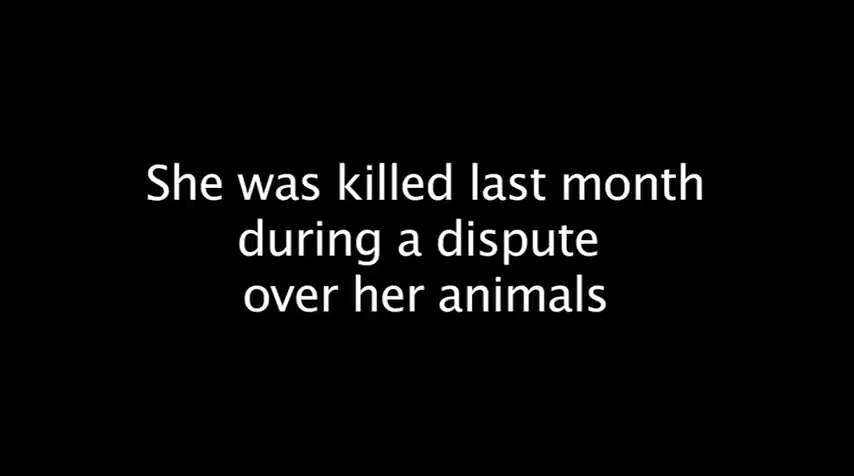 She was killed last month
during a dispute
over her animals